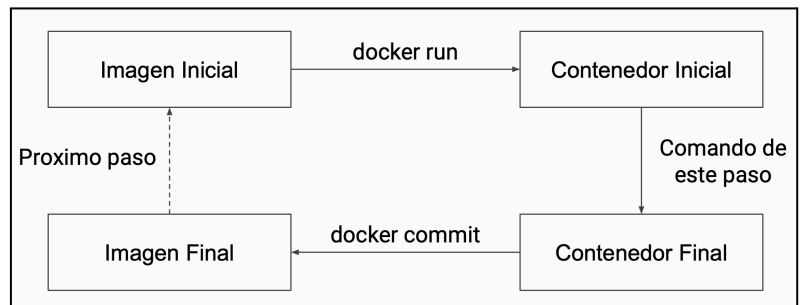 Imagen Inicial
docker run
Contenedor Inicial
Proximo paso
Comando de
este paso
Imagen Final
docker commit
Contenedor Final